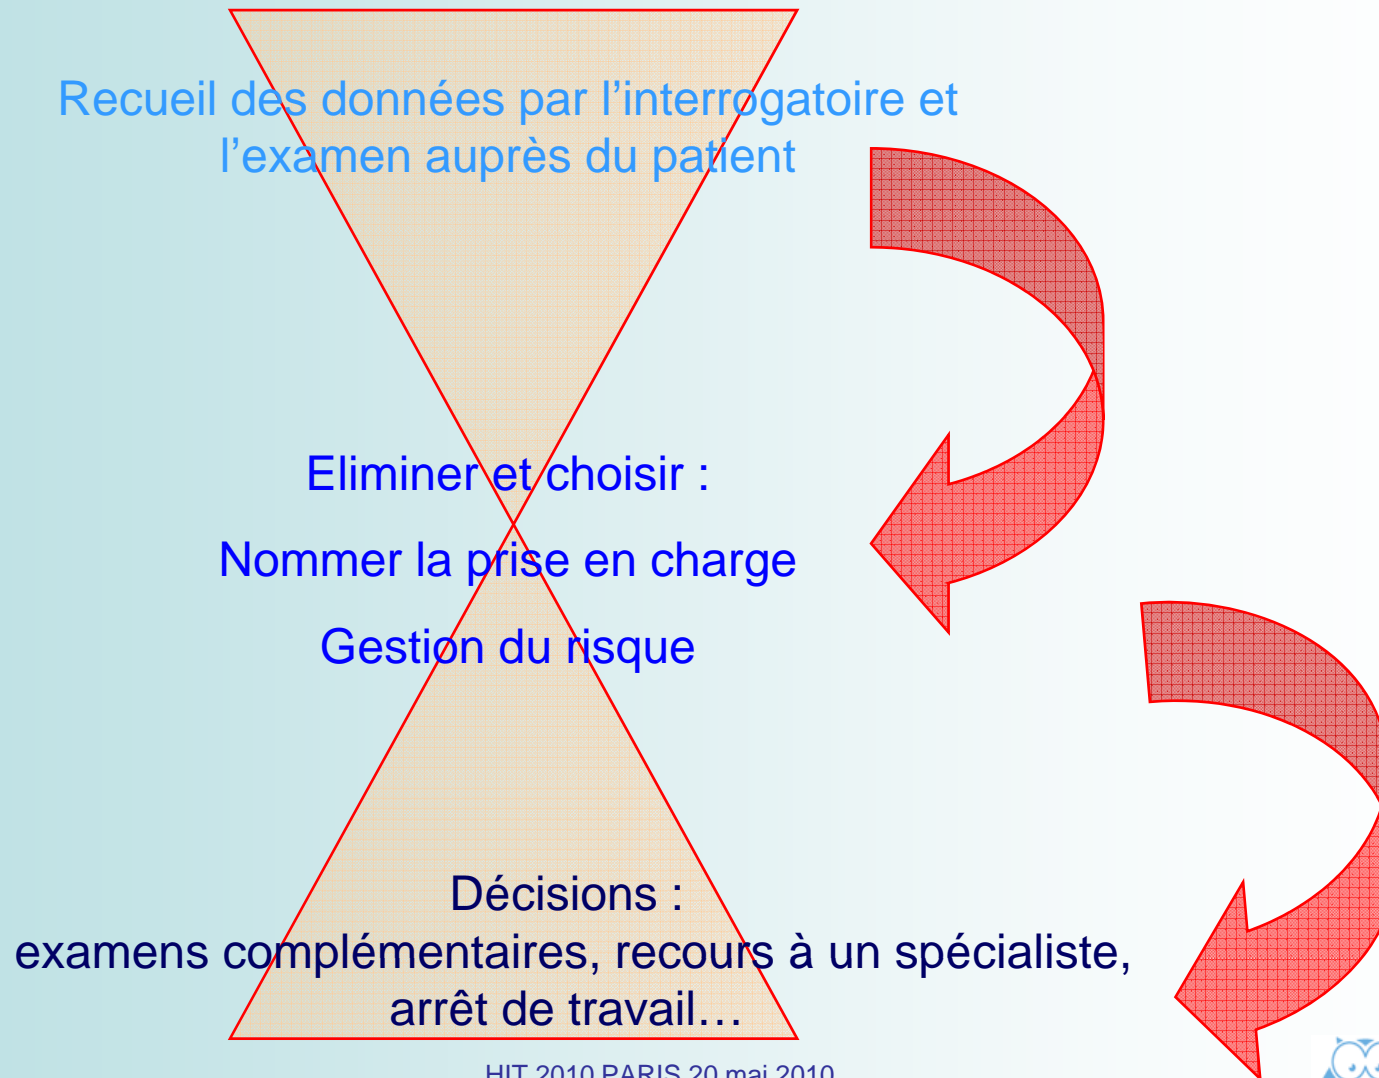 Recueil des données par l’interrogatoire et
l’examen auprès du patient
Eliminer et choisir :
Nommer la prise en charge
Gestion du risque
Décisions :
examens complémentaires, recours à un spécialiste,
arrêt de travail…
HIT 2010 PARIS 20 mai 2010